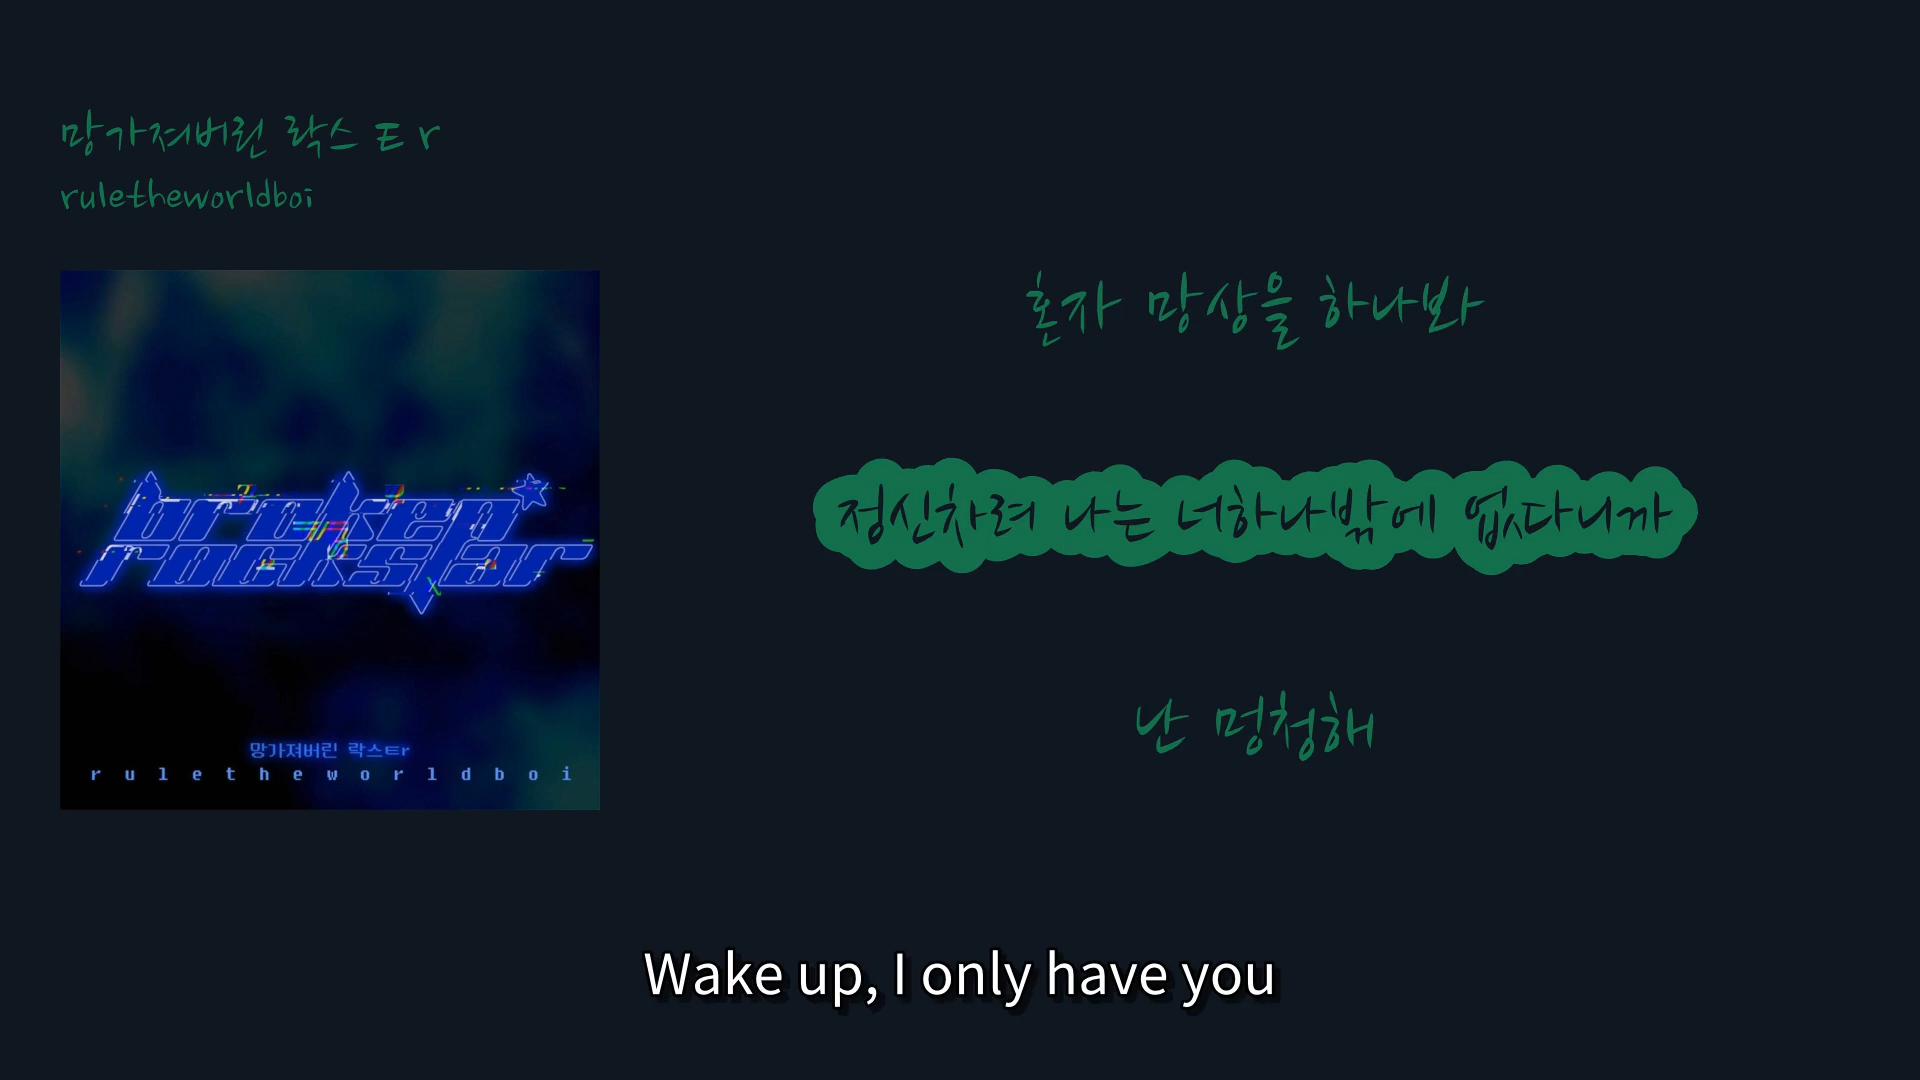 망가져버린 락스ㅌr
ruletheworldboi
broken
rockstar
망가져버린 락스ㅌr
ruletheworldboi
혼자 망상을 하나봐
정신차려 나는 너하나밖에 없다니까
난 멍청해
Wake up, I only have you